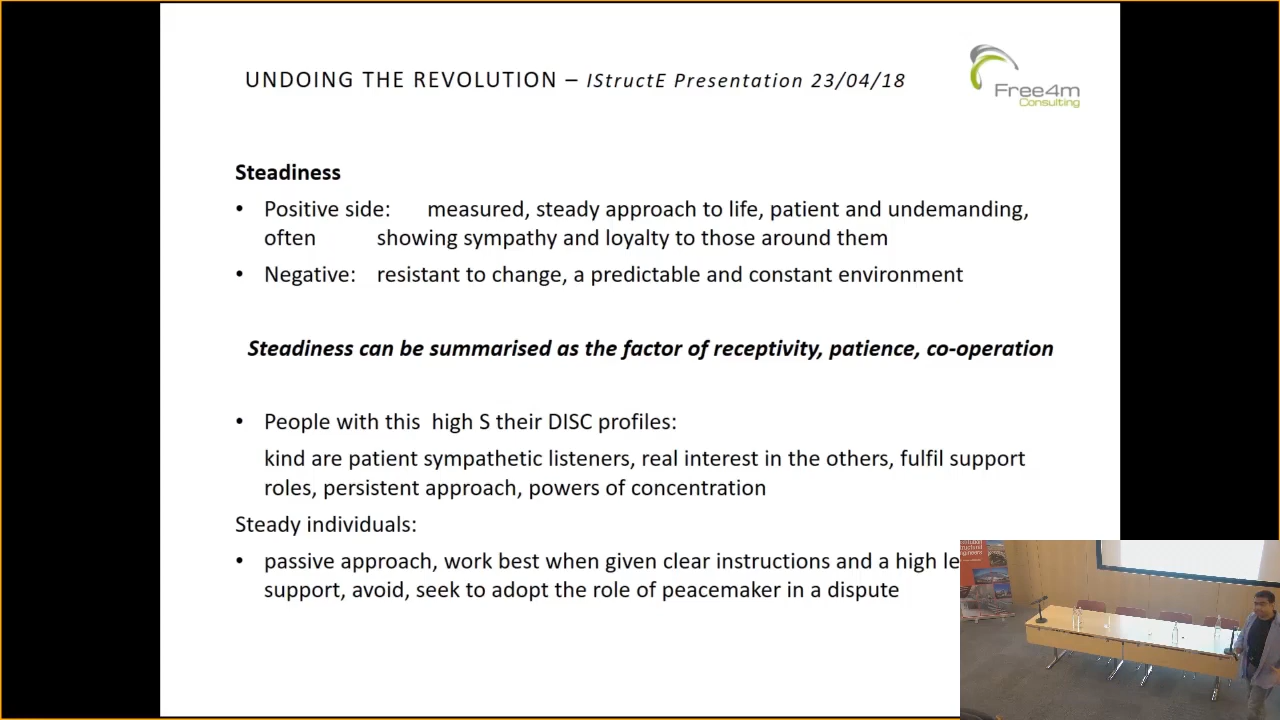 UNDOING THE REVOLUTION – IStructE Presentation 23/04/18
Free4m
Consulting
Steadiness
• Positive side: measured, steady approach to life, patient and undemanding,
often showing sympathy and loyalty to those around them
• Negative: resistant to change, a predictable and constant environment
Steadiness can be summarised as the factor of receptivity, patience, co-operation
• People with this high S their DISC profiles:
kind are patient sympathetic listeners, real interest in the others, fulfil support
roles, persistent approach, powers of concentration
Steady individuals:
• passive approach, work best when given clear instructions and a high le
support, avoid, seek to adopt the role of peacemaker in a dispute